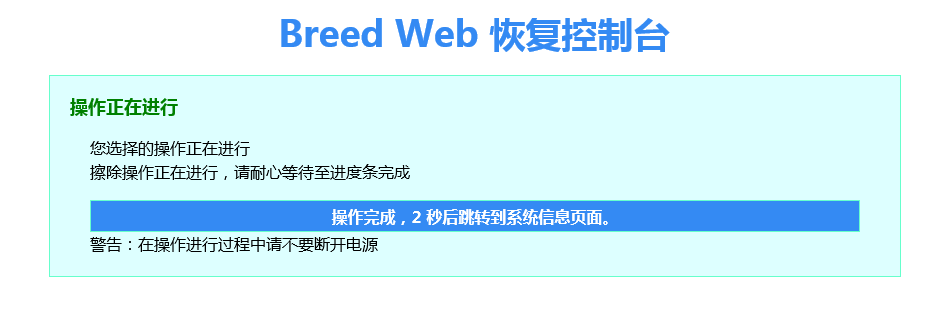 Breed Web 恢复控制台
操作正在进行
您选择的操作正在进行
擦除操作正在进行，请耐心等待至进度条完成
操作完成，2 秒后跳转到系统信息页面。
警告：在操作进行过程中请不要断开电源